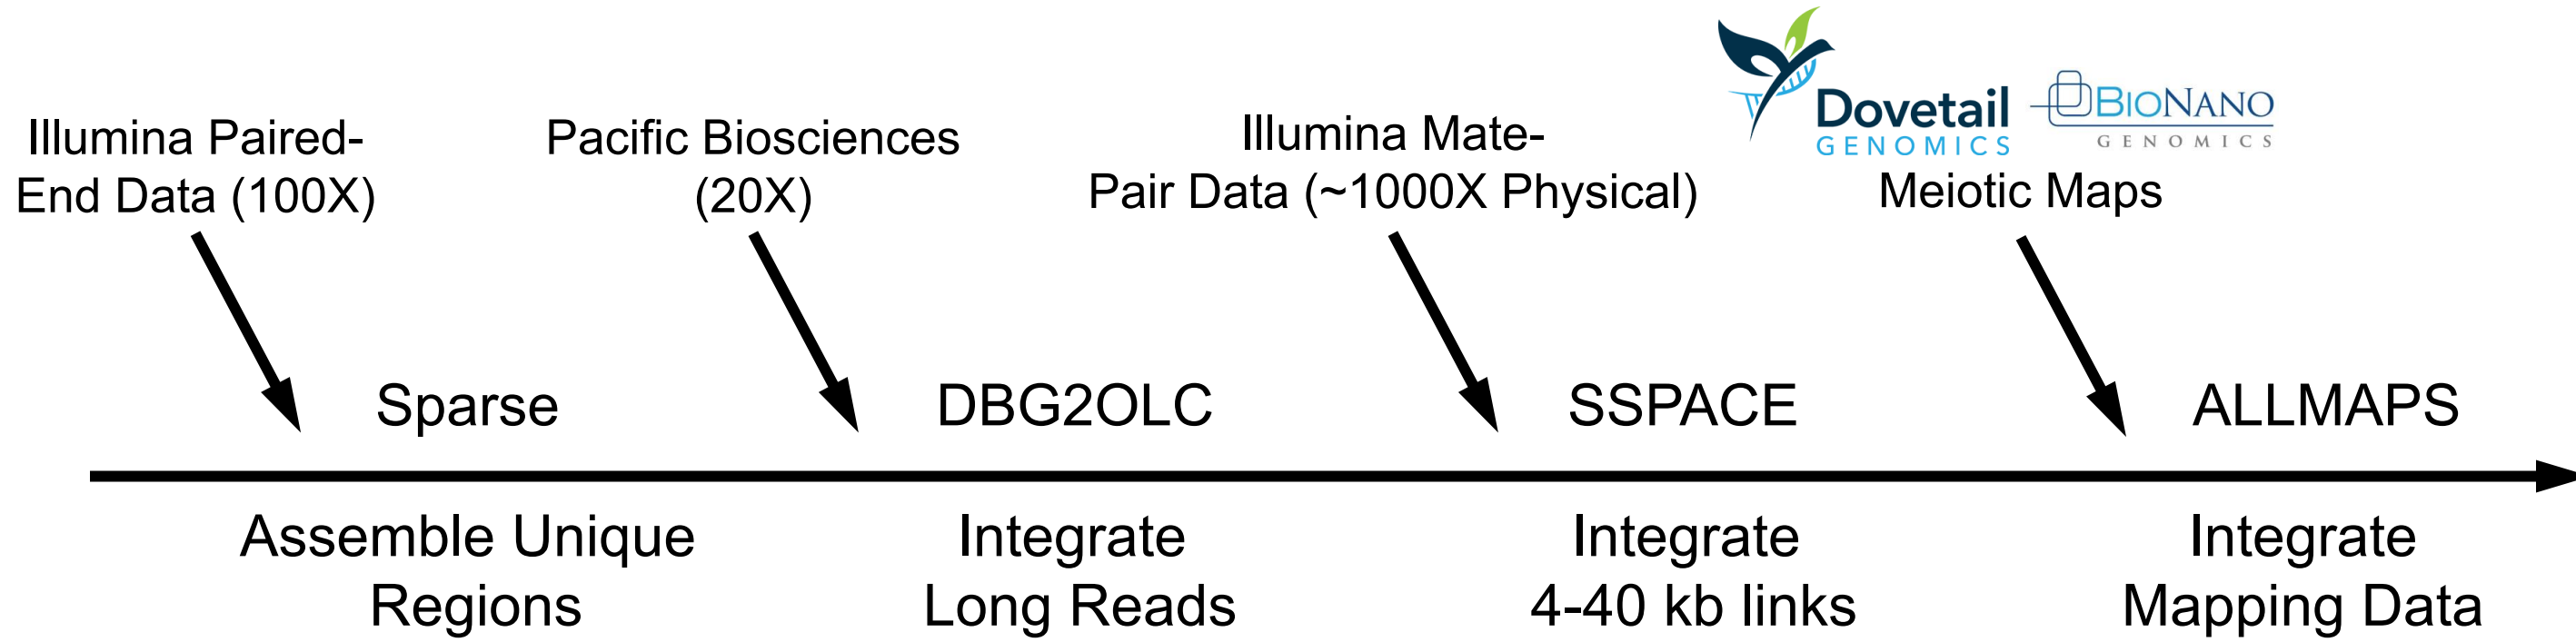 Illumina Paired-
End Data (100X)
Pacific Biosciences
(20X)
Illumina Mate-
Pair Data (~1000X Physical)
Dovetail
GENOMICS
BIONANO
GENOMICS
Meiotic Maps
Sparse
DBG2OLC
SSPACE
ALLMAPS
Assemble Unique
Regions
Integrate
Long Reads
Integrate
4-40 kb links
Integrate
Mapping Data